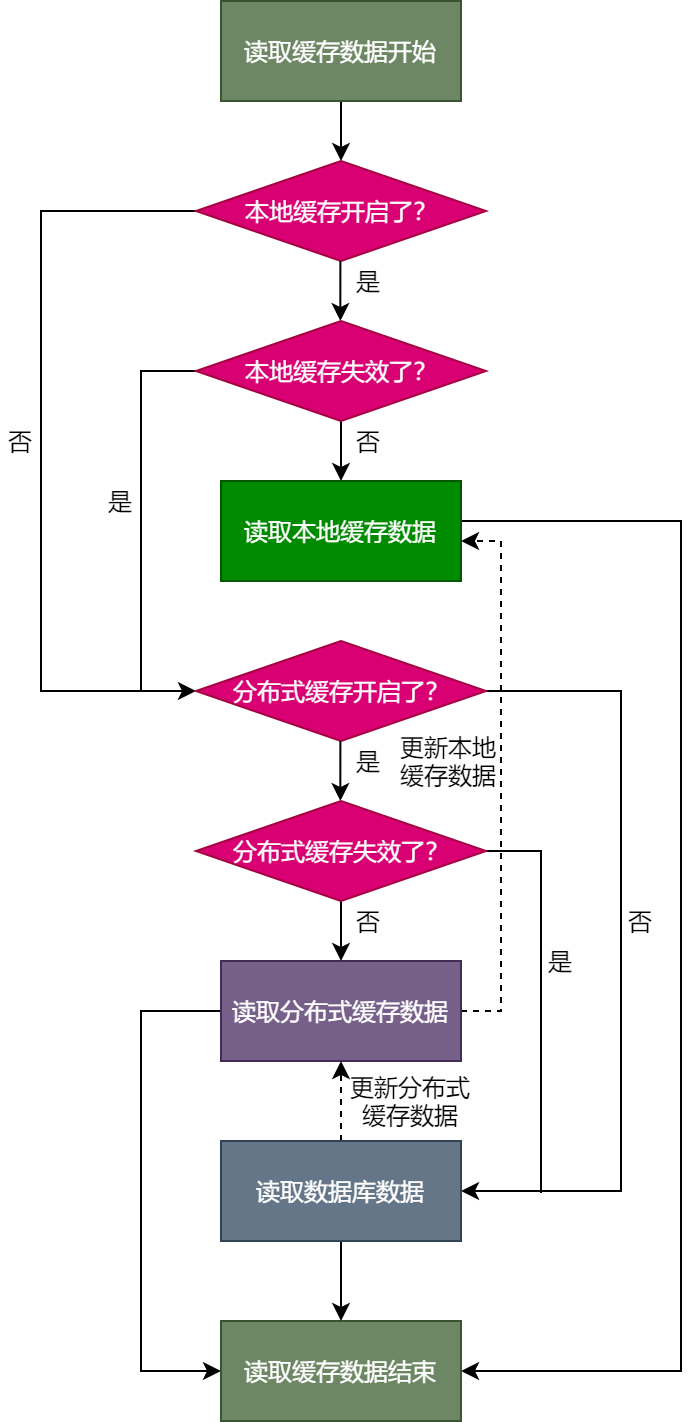 读取缓存数据开始
本地缓存开启了？
是
本地缓存失效了？
否
否
是
读取本地缓存数据
分布式缓存开启了？
更新本地
缓存数据
是
分布式缓存失效了？
否
否
是
读取分布式缓存数据
更新分布式
缓存数据
读取数据库数据
读取缓存数据结束